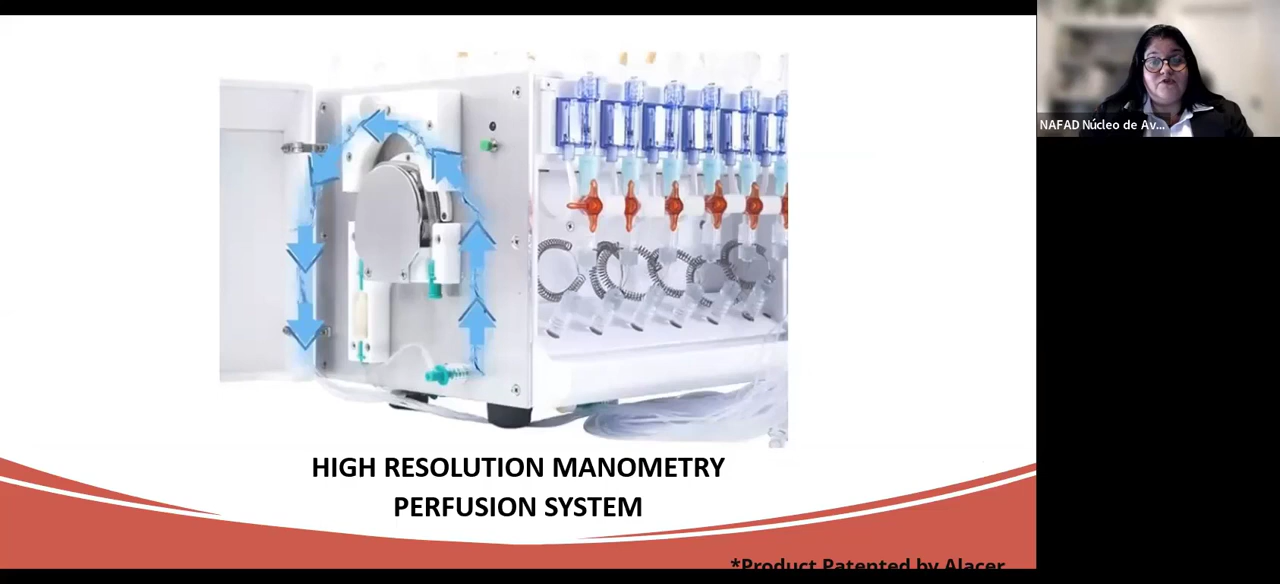 NAFAD Núcleo de Av...
HIGH RESOLUTION MANOMETRY
PERFUSION SYSTEM
*Product Patented by Alacer